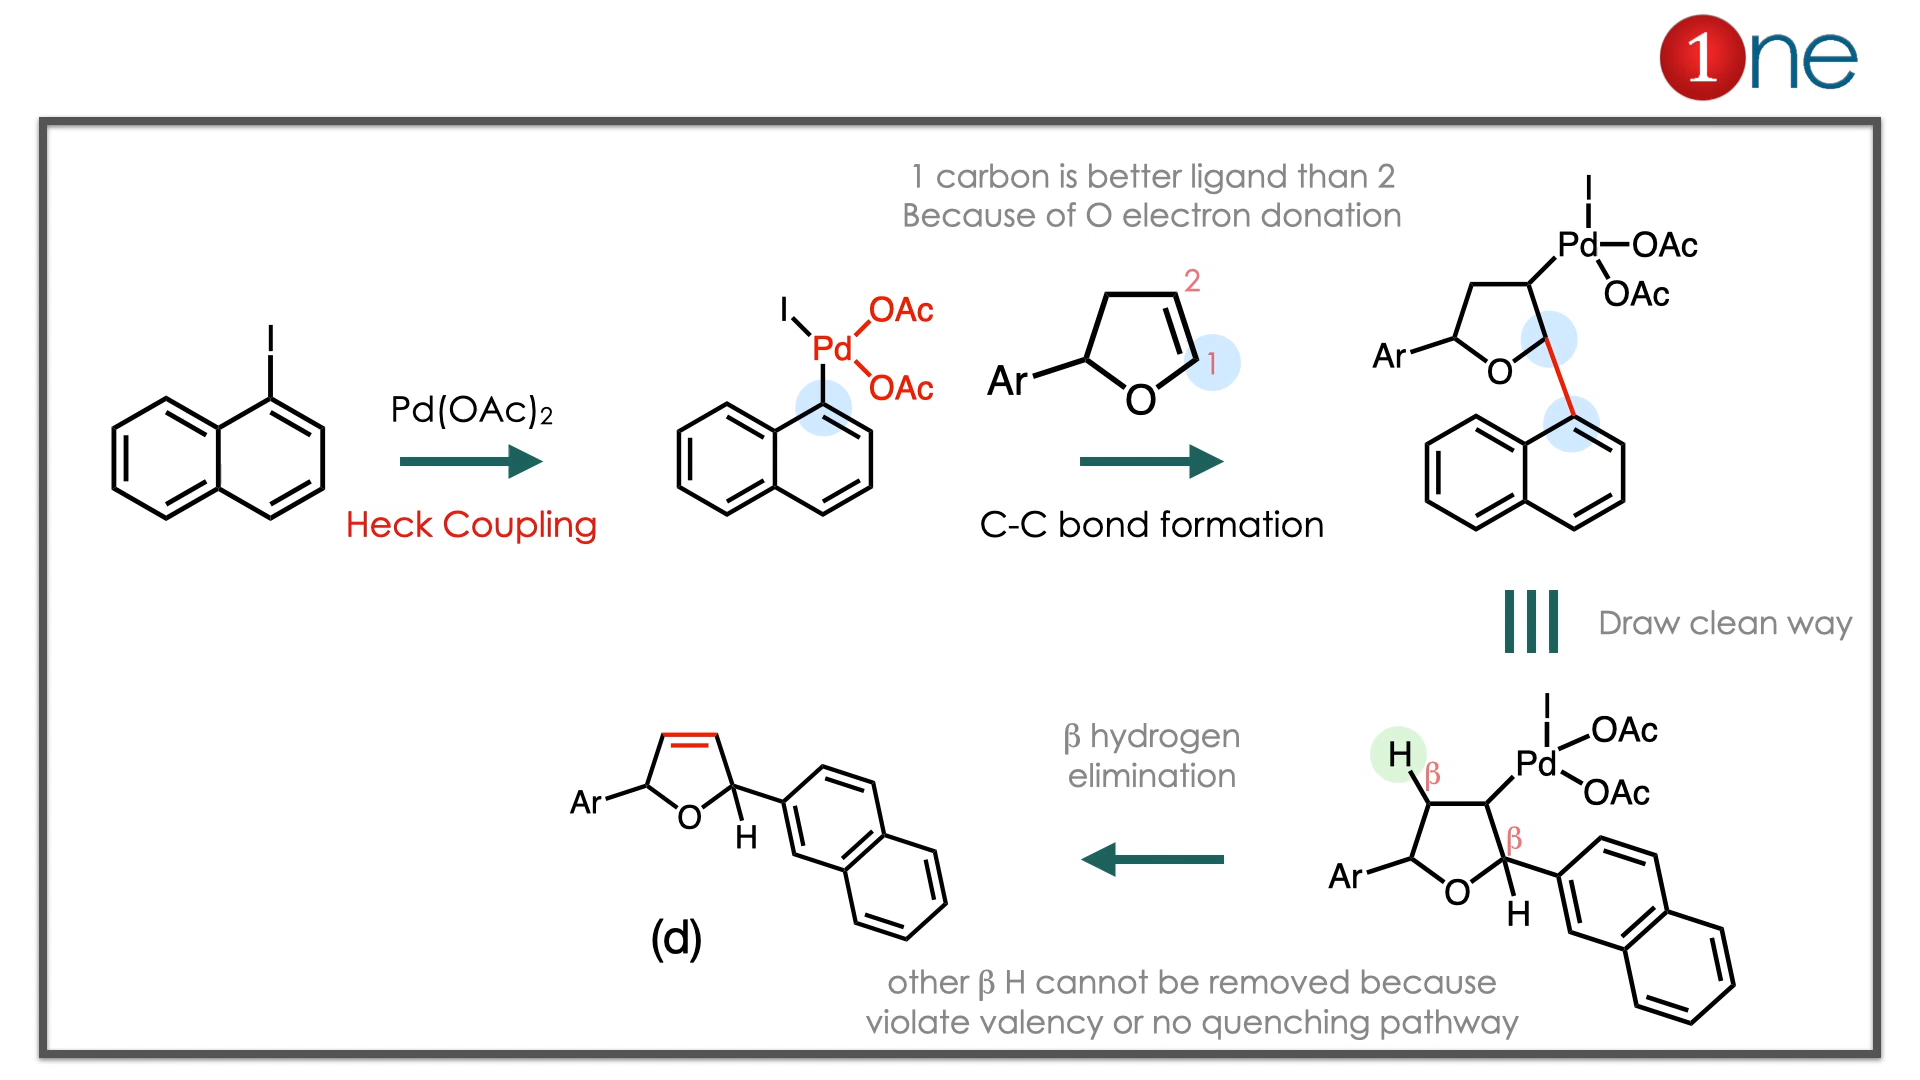 1ne
1 carbon is better ligand than 2
Because of O electron donation
I
Pd
OAc
OAc
Ar
O
I
Pd(OAc)2
Heck Coupling
I
Pd
OAc
OAc
2
1
Ar
O
C-C bond formation
Draw clean way
I
Pd
OAc
OAc
H
β
β
Ar
O
H
β hydrogen
elimination
Ar
O
H
(d)
other β H cannot be removed because
violate valency or no quenching pathway